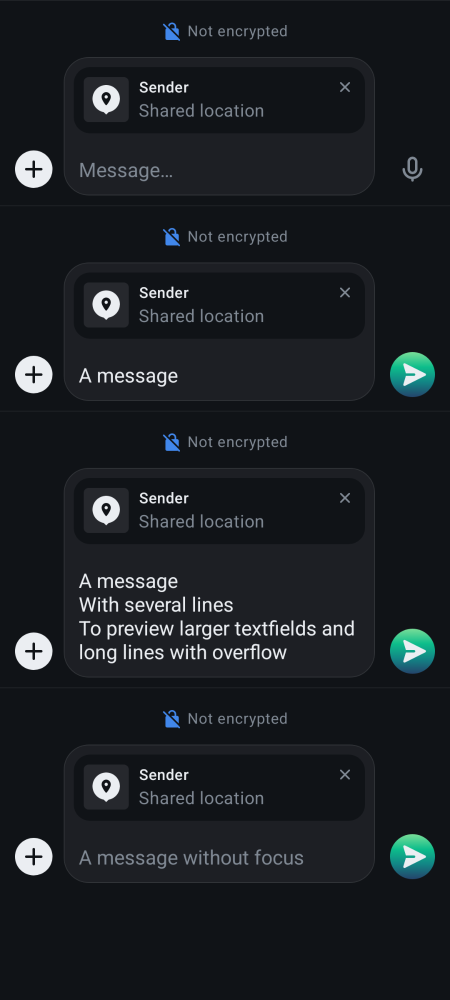 Not encrypted
Sender
Shared location
Message…
Not encrypted
Sender
Shared location
A message
Not encrypted
Sender
Shared location
A message
With several lines
To preview larger textfields and
long lines with overflow
Not encrypted
Sender
Shared location
A message without focus